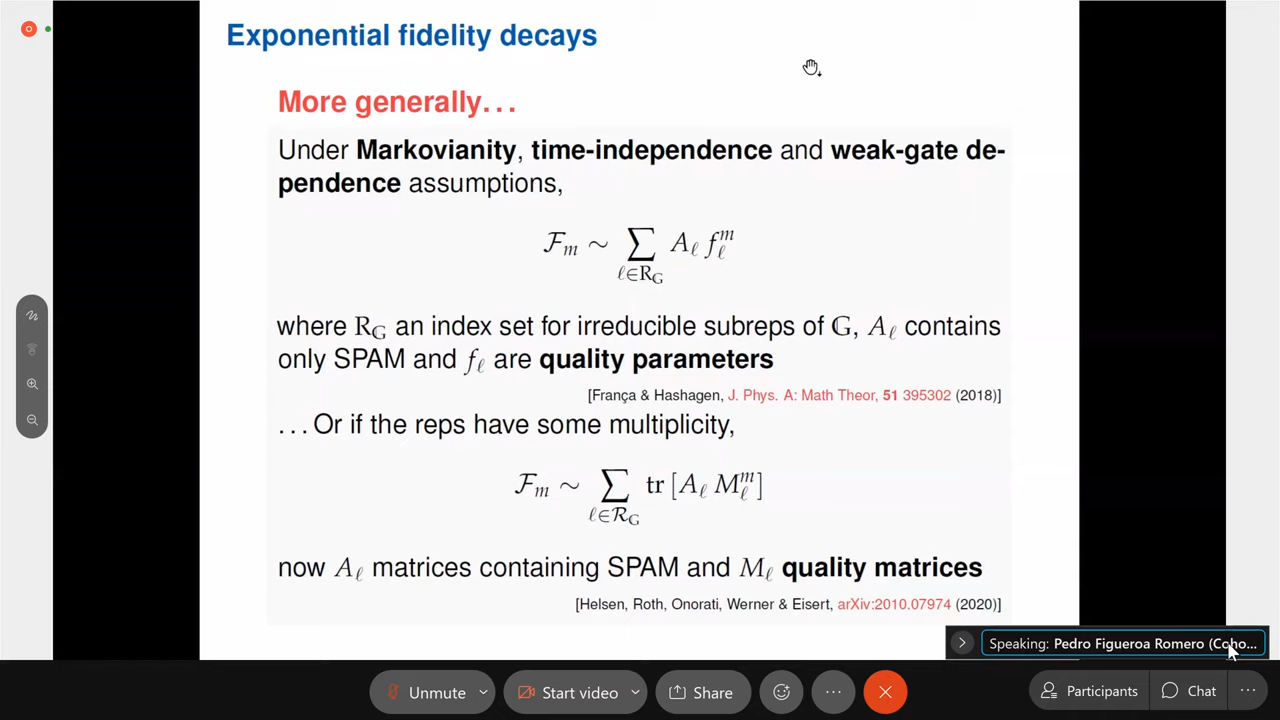 Exponential fidelity decays
More generally...
Under Markovianity, time-independence and weak-gate de-
pendence assumptions,
ℱₘ ∼ ∑_{ℓ∈R_G} A_ℓ f_ℓ^m
where R_G an index set for irreducible subreps of 𝔾, A_ℓ contains
only SPAM and f_ℓ are quality parameters
[França & Hashagen, J. Phys. A: Math Theor, 51 395302 (2018)]
...Or if the reps have some multiplicity,
ℱₘ ∼ ∑_{ℓ∈ℛ_G} tr [A_ℓ M_ℓ^m]
now A_ℓ matrices containing SPAM and M_ℓ quality matrices
[Helsen, Roth, Onorati, Werner & Eisert, arXiv:2010.07974 (2020)]
Speaking: Pedro Figueroa Romero (Coho...
Unmute Start video Share Participants Chat